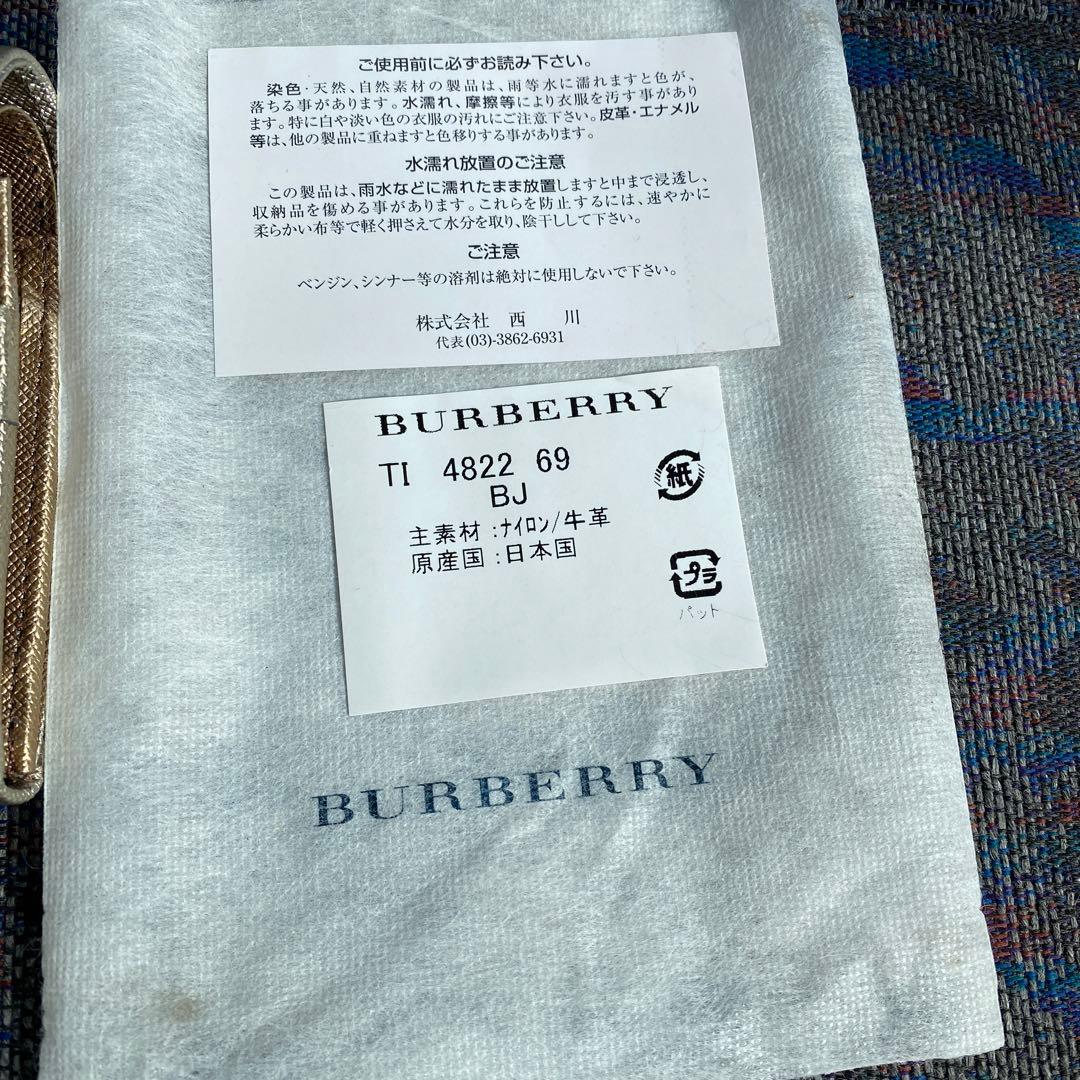 ご使用前に必ずお読み下さい。
染色・天然、自然素材の製品は、雨等水に濡れますと色が、
落ちる事があります。水濡れ、摩擦等により衣服を汚す事があり
ます。特に白や淡い色の衣服の汚れにご注意下さい。皮革・エナメル
等は、他の製品に重ねますと色移りする事があります。
水濡れ放置のご注意
この製品は、雨水などに濡れたまま放置しますと中まで浸透し、
収納品を傷める事があります。これらを防止するには、速やかに
柔らかい布等で軽く押さえて水分を取り、陰干しして下さい。
ご注意
ベンジン、シンナー等の溶剤は絶対に使用しないで下さい。
株式会社 西 川
代表(03)-3862-6931
BURBERRY
TI 4822 69
BJ
紙
主素材:ﾅｲﾛﾝ/牛革
原産国:日本国
プラ
パット
BURBERRY